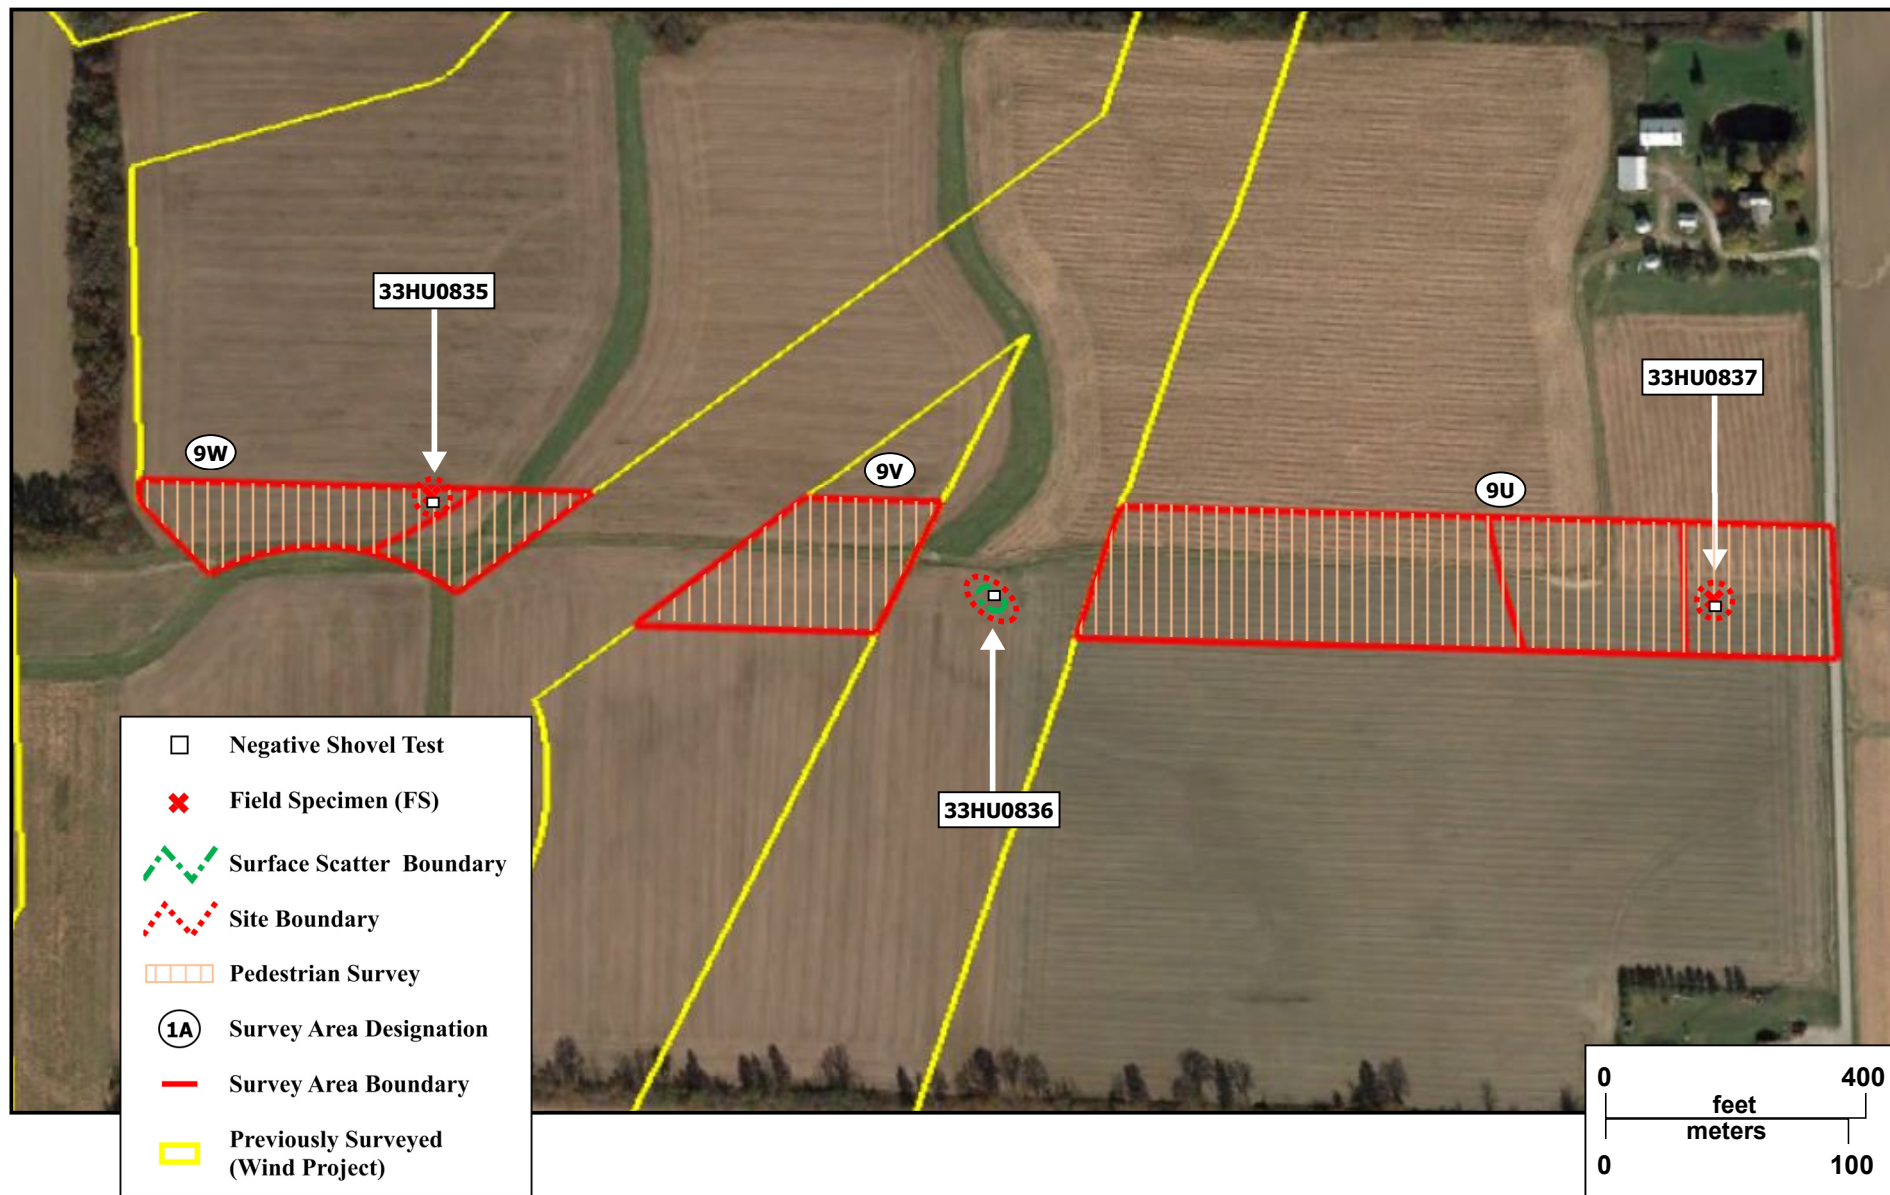 33HU0835
33HU0837
9W
9V
9U
33HU0836
Negative Shovel Test
Field Specimen (FS)
Surface Scatter Boundary
Site Boundary
Pedestrian Survey
1A Survey Area Designation
Survey Area Boundary
Previously Surveyed
(Wind Project)
0 400
feet
meters
0 100